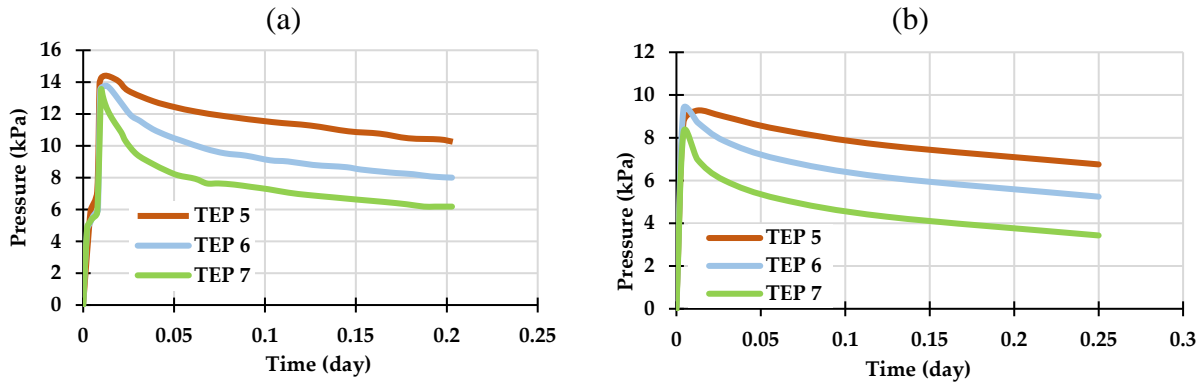 (a)
16
14
12
10
8
6
4
2
0
Pressure (kPa)
TEP 5
TEP 6
TEP 7
0 0.05 0.1 0.15 0.2 0.25
Time (day)
(b)
12
10
8
6
4
2
0
Pressure (kPa)
TEP 5
TEP 6
TEP 7
0 0.05 0.1 0.15 0.2 0.25 0.3
Time (day)